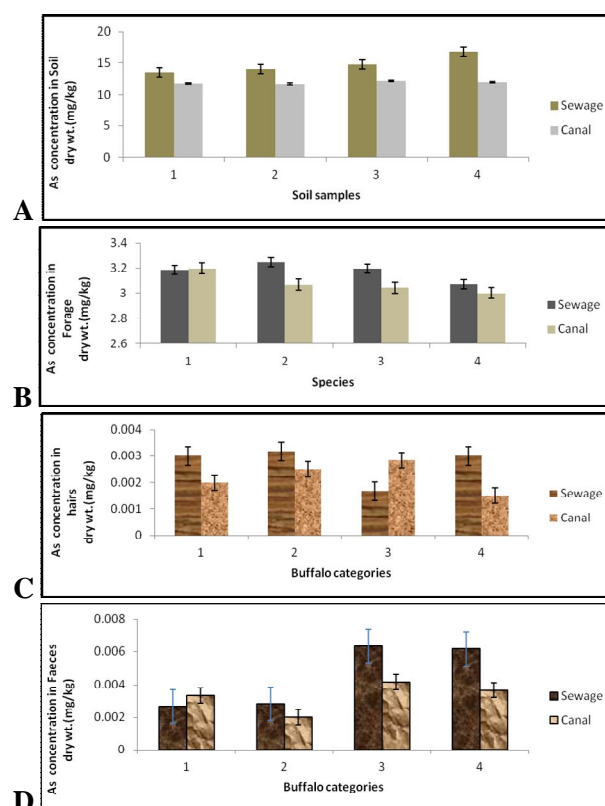 As concentration in Soil
dry wt.(mg/kg)
20
15
10
5
0
1 2 3 4
Soil samples
Sewage
Canal
A
As concentration in
Forage
dry wt.(mg/kg)
3.4
3.2
3
2.8
2.6
1 2 3 4
Species
Sewage
Canal
B
As concentration in
hairs
dry wt.(mg/kg)
0.004
0.003
0.002
0.001
0
1 2 3 4
Buffalo categories
Sewage
Canal
C
As concentration in Faeces
dry wt.(mg/kg)
0.008
0.006
0.004
0.002
0
1 2 3 4
Buffalo categories
Sewage
Canal
D